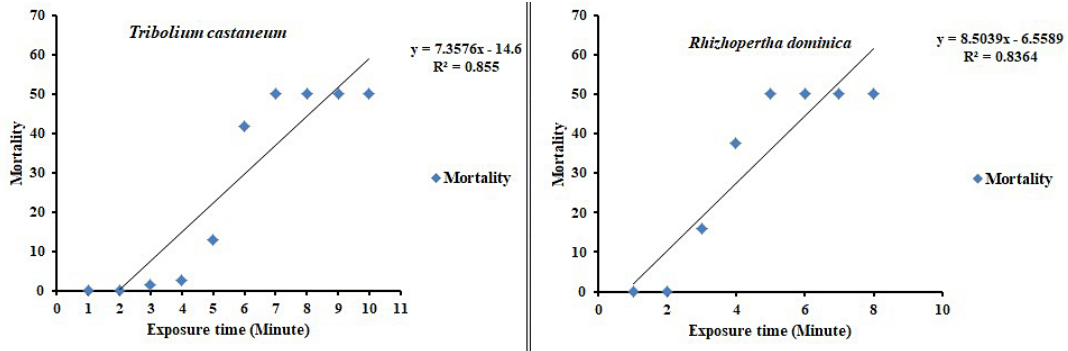 Tribolium castaneum
y = 7.3576x - 14.6
R² = 0.855
70
60
50
40
30
20
10
0
Mortality
Mortality
0 1 2 3 4 5 6 7 8 9 10 11
Exposure time (Minute)
Rhizhopertha dominica
y = 8.5039x - 6.5589
R² = 0.8364
70
60
50
40
30
20
10
0
Mortality
Mortality
0 2 4 6 8 10
Exposure time (Minute)